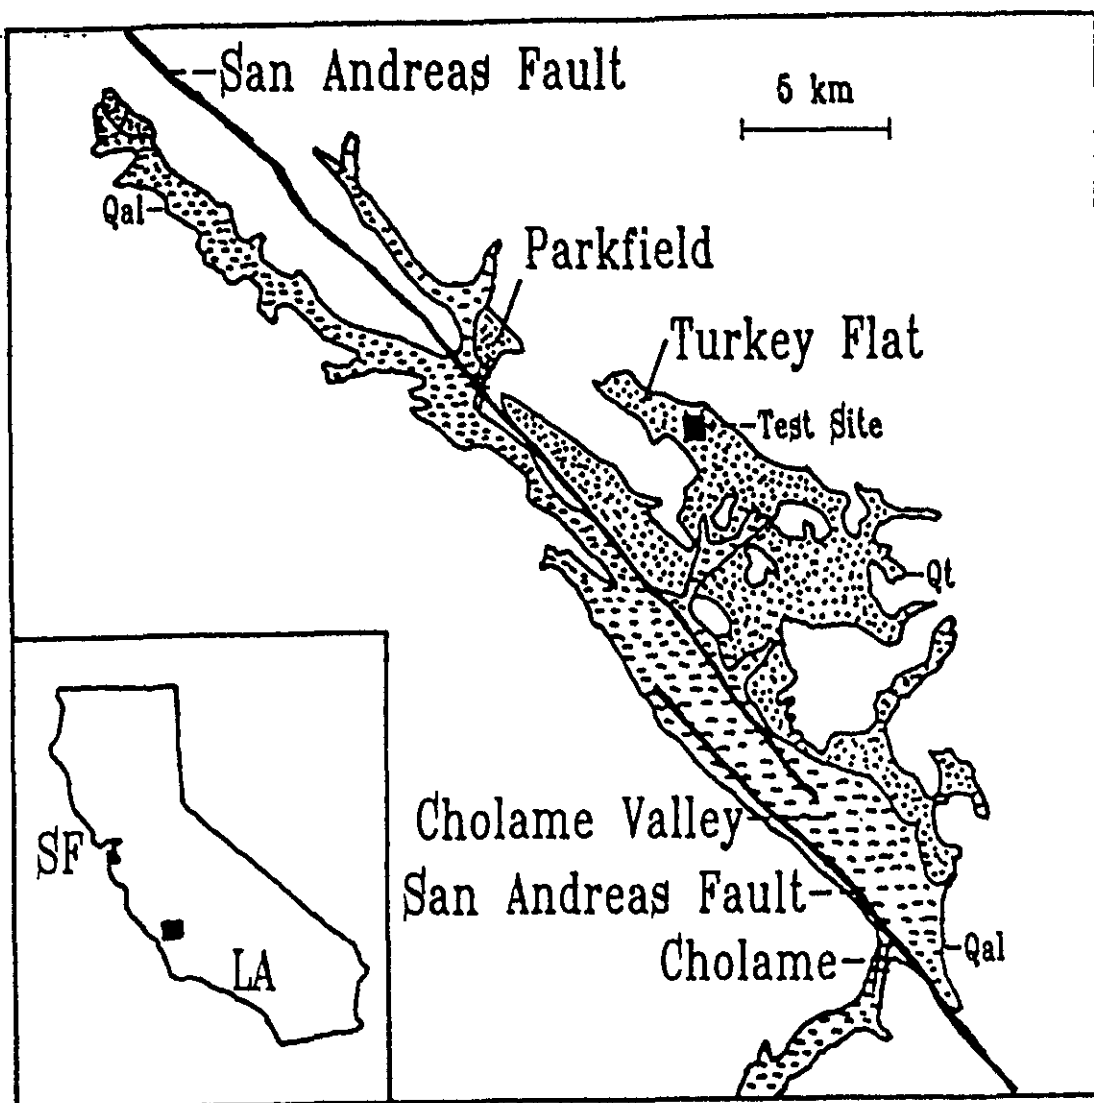 San Andreas Fault
5 km
Qal
Parkfield
Turkey Flat
Test Site
Qt
Cholame Valley
San Andreas Fault
Cholame
Qal
SF
LA